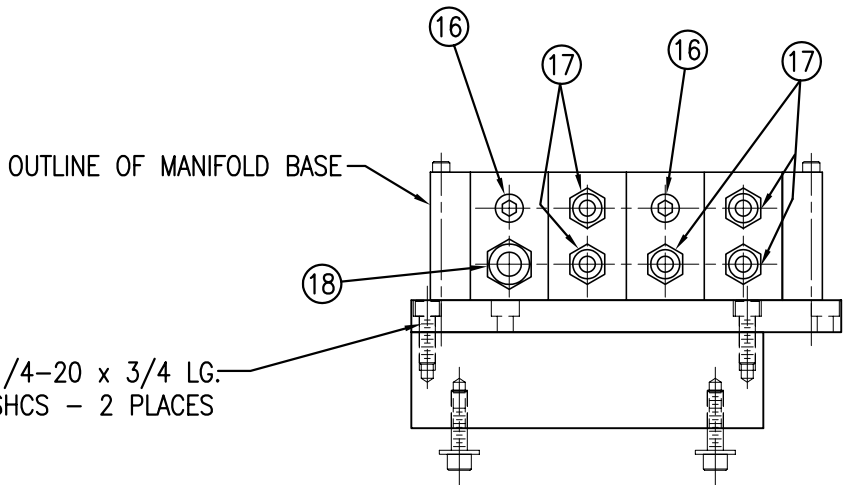 16
17
16
17
OUTLINE OF MANIFOLD BASE
18
/4-20 x 3/4 LG.
SHCS - 2 PLACES